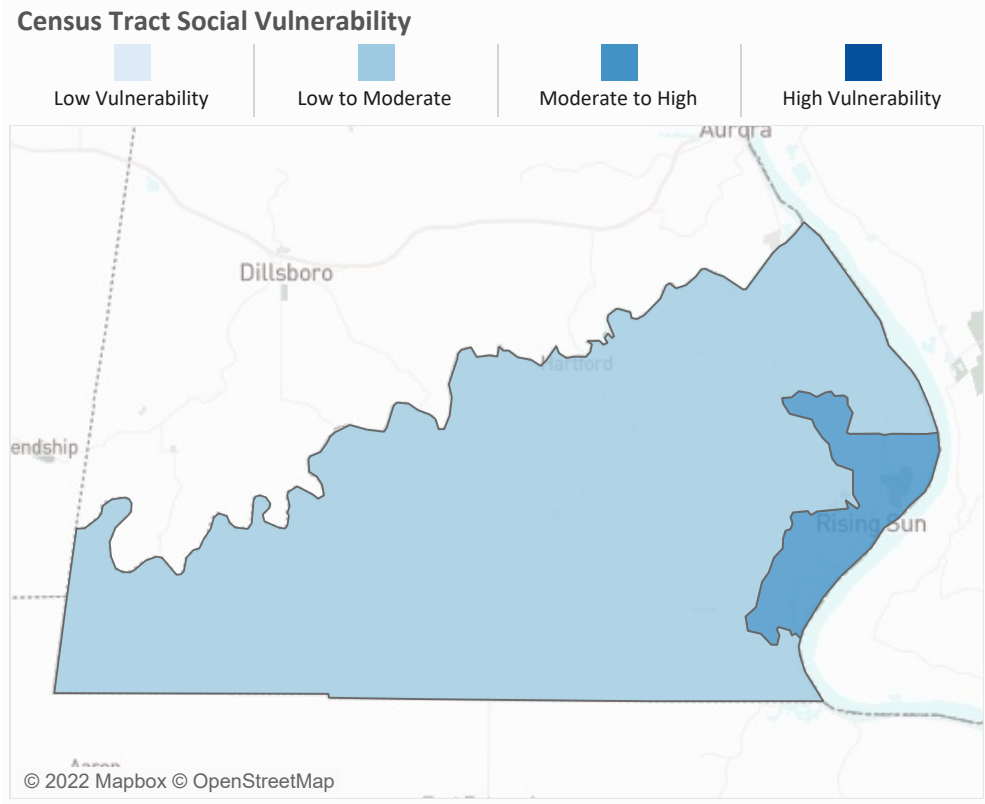 Census Tract Social Vulnerability
Low Vulnerability
Low to Moderate
Moderate to High
High Vulnerability
Aurora
Dillsboro
Hartford
endship
Rising Sun
Aaron
© 2022 Mapbox © OpenStreetMap